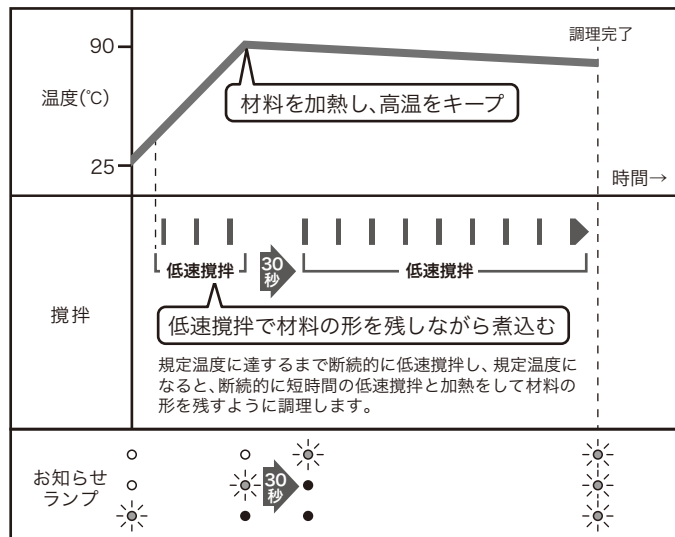 90
調理完了
温度(℃)
材料を加熱し、高温をキープ
25
時間→
低速撹拌
30秒
低速撹拌
撹拌
低速撹拌で材料の形を残しながら煮込む
規定温度に達するまで断続的に低速撹拌し、規定温度に
なると、断続的に短時間の低速撹拌と加熱をして材料の
形を残すように調理します。
お知らせ
ランプ
30秒